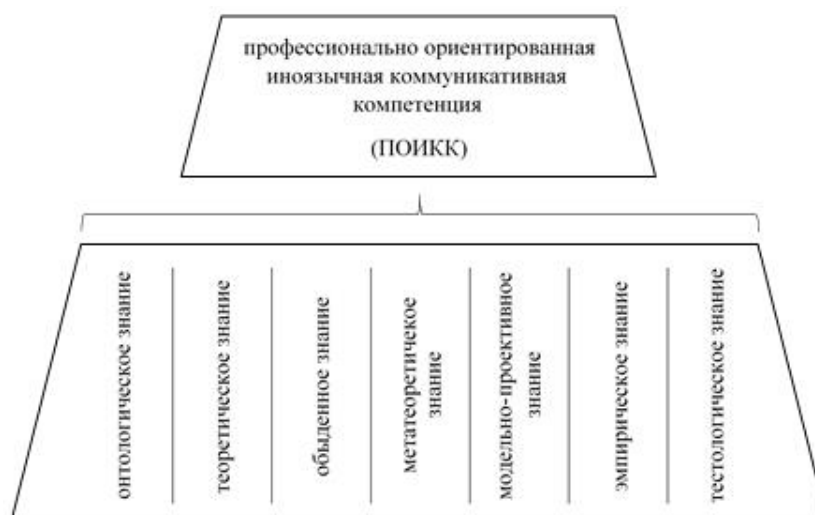 профессионально ориентированная
иноязычная коммуникативная
компетенция
(ПОИКК)
онтологическое знание
теоретическое знание
обыденное знание
метатеоретичекое
знание
модельно-проективное
знание
эмпирическое знание
тестологическое знание